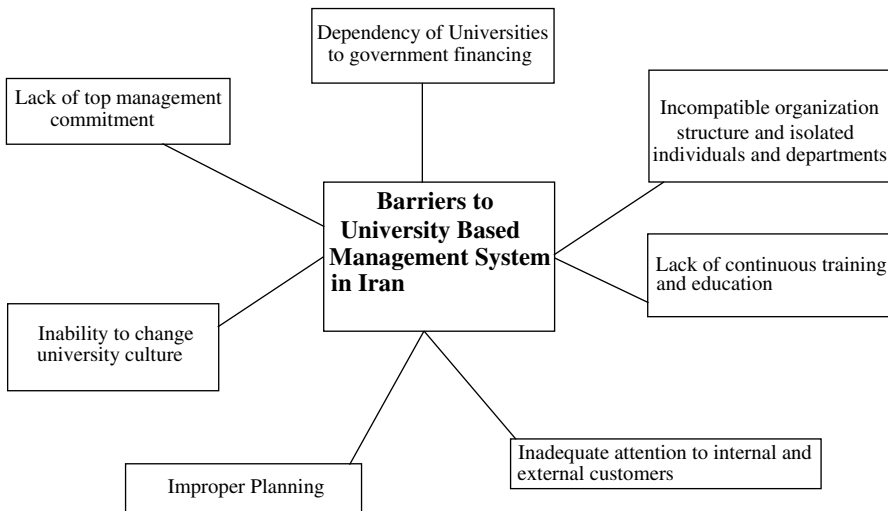 Dependency of Universities
to government financing
Lack of top management
commitment
Incompatible organization
structure and isolated
individuals and departments
Barriers to
University Based
Management System
in Iran
Lack of continuous training
and education
Inability to change
university culture
Inadequate attention to internal and
external customers
Improper Planning